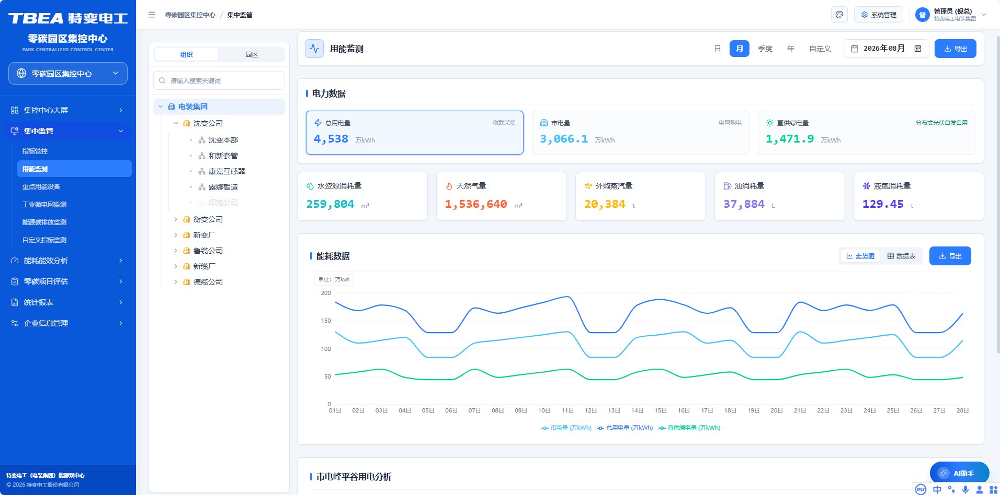 TBEA 特变电工
零碳园区集控中心
PARK CENTRALIZED CONTROL CENTER
零碳园区集控中心
集控中心大屏
集中监管
指标管控
用能监测
重点用能设备
工业微电网监测
能源碳排放监测
自定义指标监测
能耗能效分析
零碳项目评估
统计报表
企业信息管理
特变电工（电装集团）能源双中心
© 2026 特变电工股份有限公司
零碳园区集控中心 / 集中监管
系统管理
管 管理员 (倪总)
特变电工电装集团
组织 园区
请输入搜索关键词
电装集团
沈变公司
沈变本部
和新套管
康嘉互感器
露娜智造
印能公司
衡变公司
新变厂
鲁缆公司
新缆厂
德缆公司
用能监测
日 月 季度 年 自定义 2026年08月 导出
电力数据
总用电量 物联采集
4,538 万kWh
市电量 电网购电
3,066.1 万kWh
直供绿电量 分布式光伏自发自用
1,471.9 万kWh
水资源消耗量
259,804 m³
天然气量
1,536,640 m³
外购蒸汽量
20,384 t
油消耗量
37,884 L
液氮消耗量
129.45 t
能耗数据
走势图 数据表 导出
单位：万kWh
200
150
100
50
0
01日 02日 03日 04日 05日 06日 07日 08日 09日 10日 11日 12日 13日 14日 15日 16日 17日 18日 19日 20日 21日 22日 23日 24日 25日 26日 27日 28日
市电量 (万kWh) 总用电量 (万kWh) 直供绿电量 (万kWh)
市电峰平谷用电分析
AI助手
iFLY 中